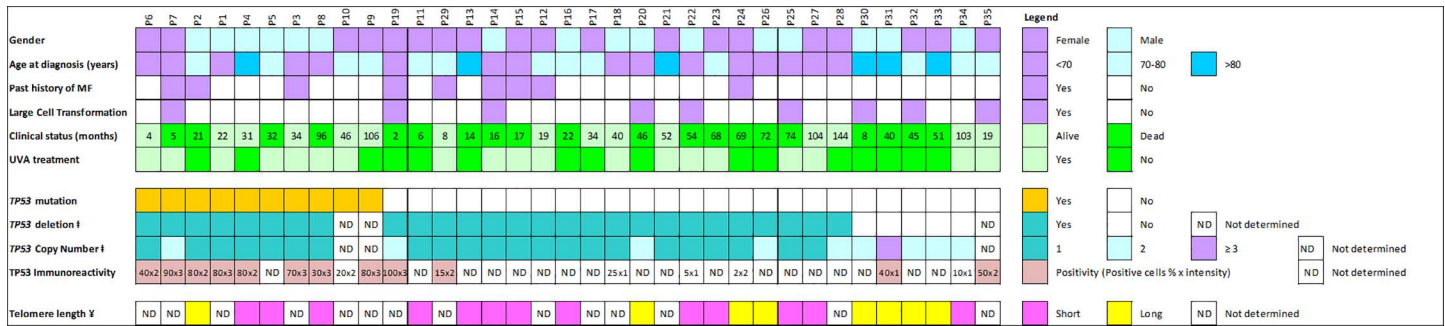 P6 P7 P2 P1 P4 P5 P3 P8 P10 P9 P19 P11 P29 P13 P14 P15 P12 P16 P17 P18 P20 P21 P22 P23 P24 P26 P25 P27 P28 P30 P31 P32 P33 P34 P35 Legend
Gender Female Male
Age at diagnosis (years) <70 70-80 >80
Past history of MF Yes No
Large Cell Transformation Yes No
Clinical status (months) 4 5 21 22 31 32 34 96 46 106 2 6 8 14 16 17 19 22 34 40 46 52 54 68 69 72 74 104 144 8 40 45 51 103 19 Alive Dead
UVA treatment Yes No
TP53 mutation Yes No
TP53 deletion ‡ ND ND ND Yes No ND Not determined
TP53 Copy Number ‡ ND ND ND 1 2 ≥ 3 ND Not determined
TP53 Immunoreactivity 40x2 90x3 80x2 80x3 80x2 ND 70x3 30x3 20x2 80x3 100x3 ND 15x2 ND ND ND ND ND ND 25x1 ND ND 5x1 ND 2x2 ND ND ND ND ND 40x1 ND ND 10x1 50x2 Positivity (Positive cells % x intensity) ND Not determined
Telomere length ¥ ND ND ND ND ND ND ND ND ND ND ND ND ND Short Long ND Not determined